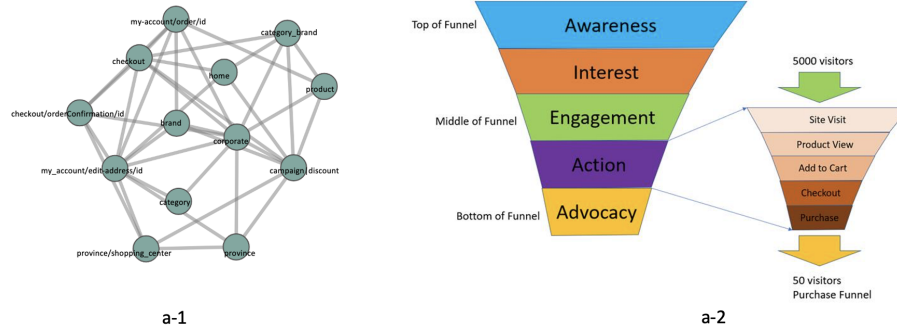 my-account/order/id
category_brand
checkout
home
product
checkout/orderConfirmation/id
brand
corporate
my_account/edit-address/id
campaign_discount
category
province/shopping_center
province
a-1
Top of Funnel
Awareness
Interest
Middle of Funnel
Engagement
Action
Bottom of Funnel
Advocacy
5000 visitors
Site Visit
Product View
Add to Cart
Checkout
Purchase
50 visitors
Purchase Funnel
a-2